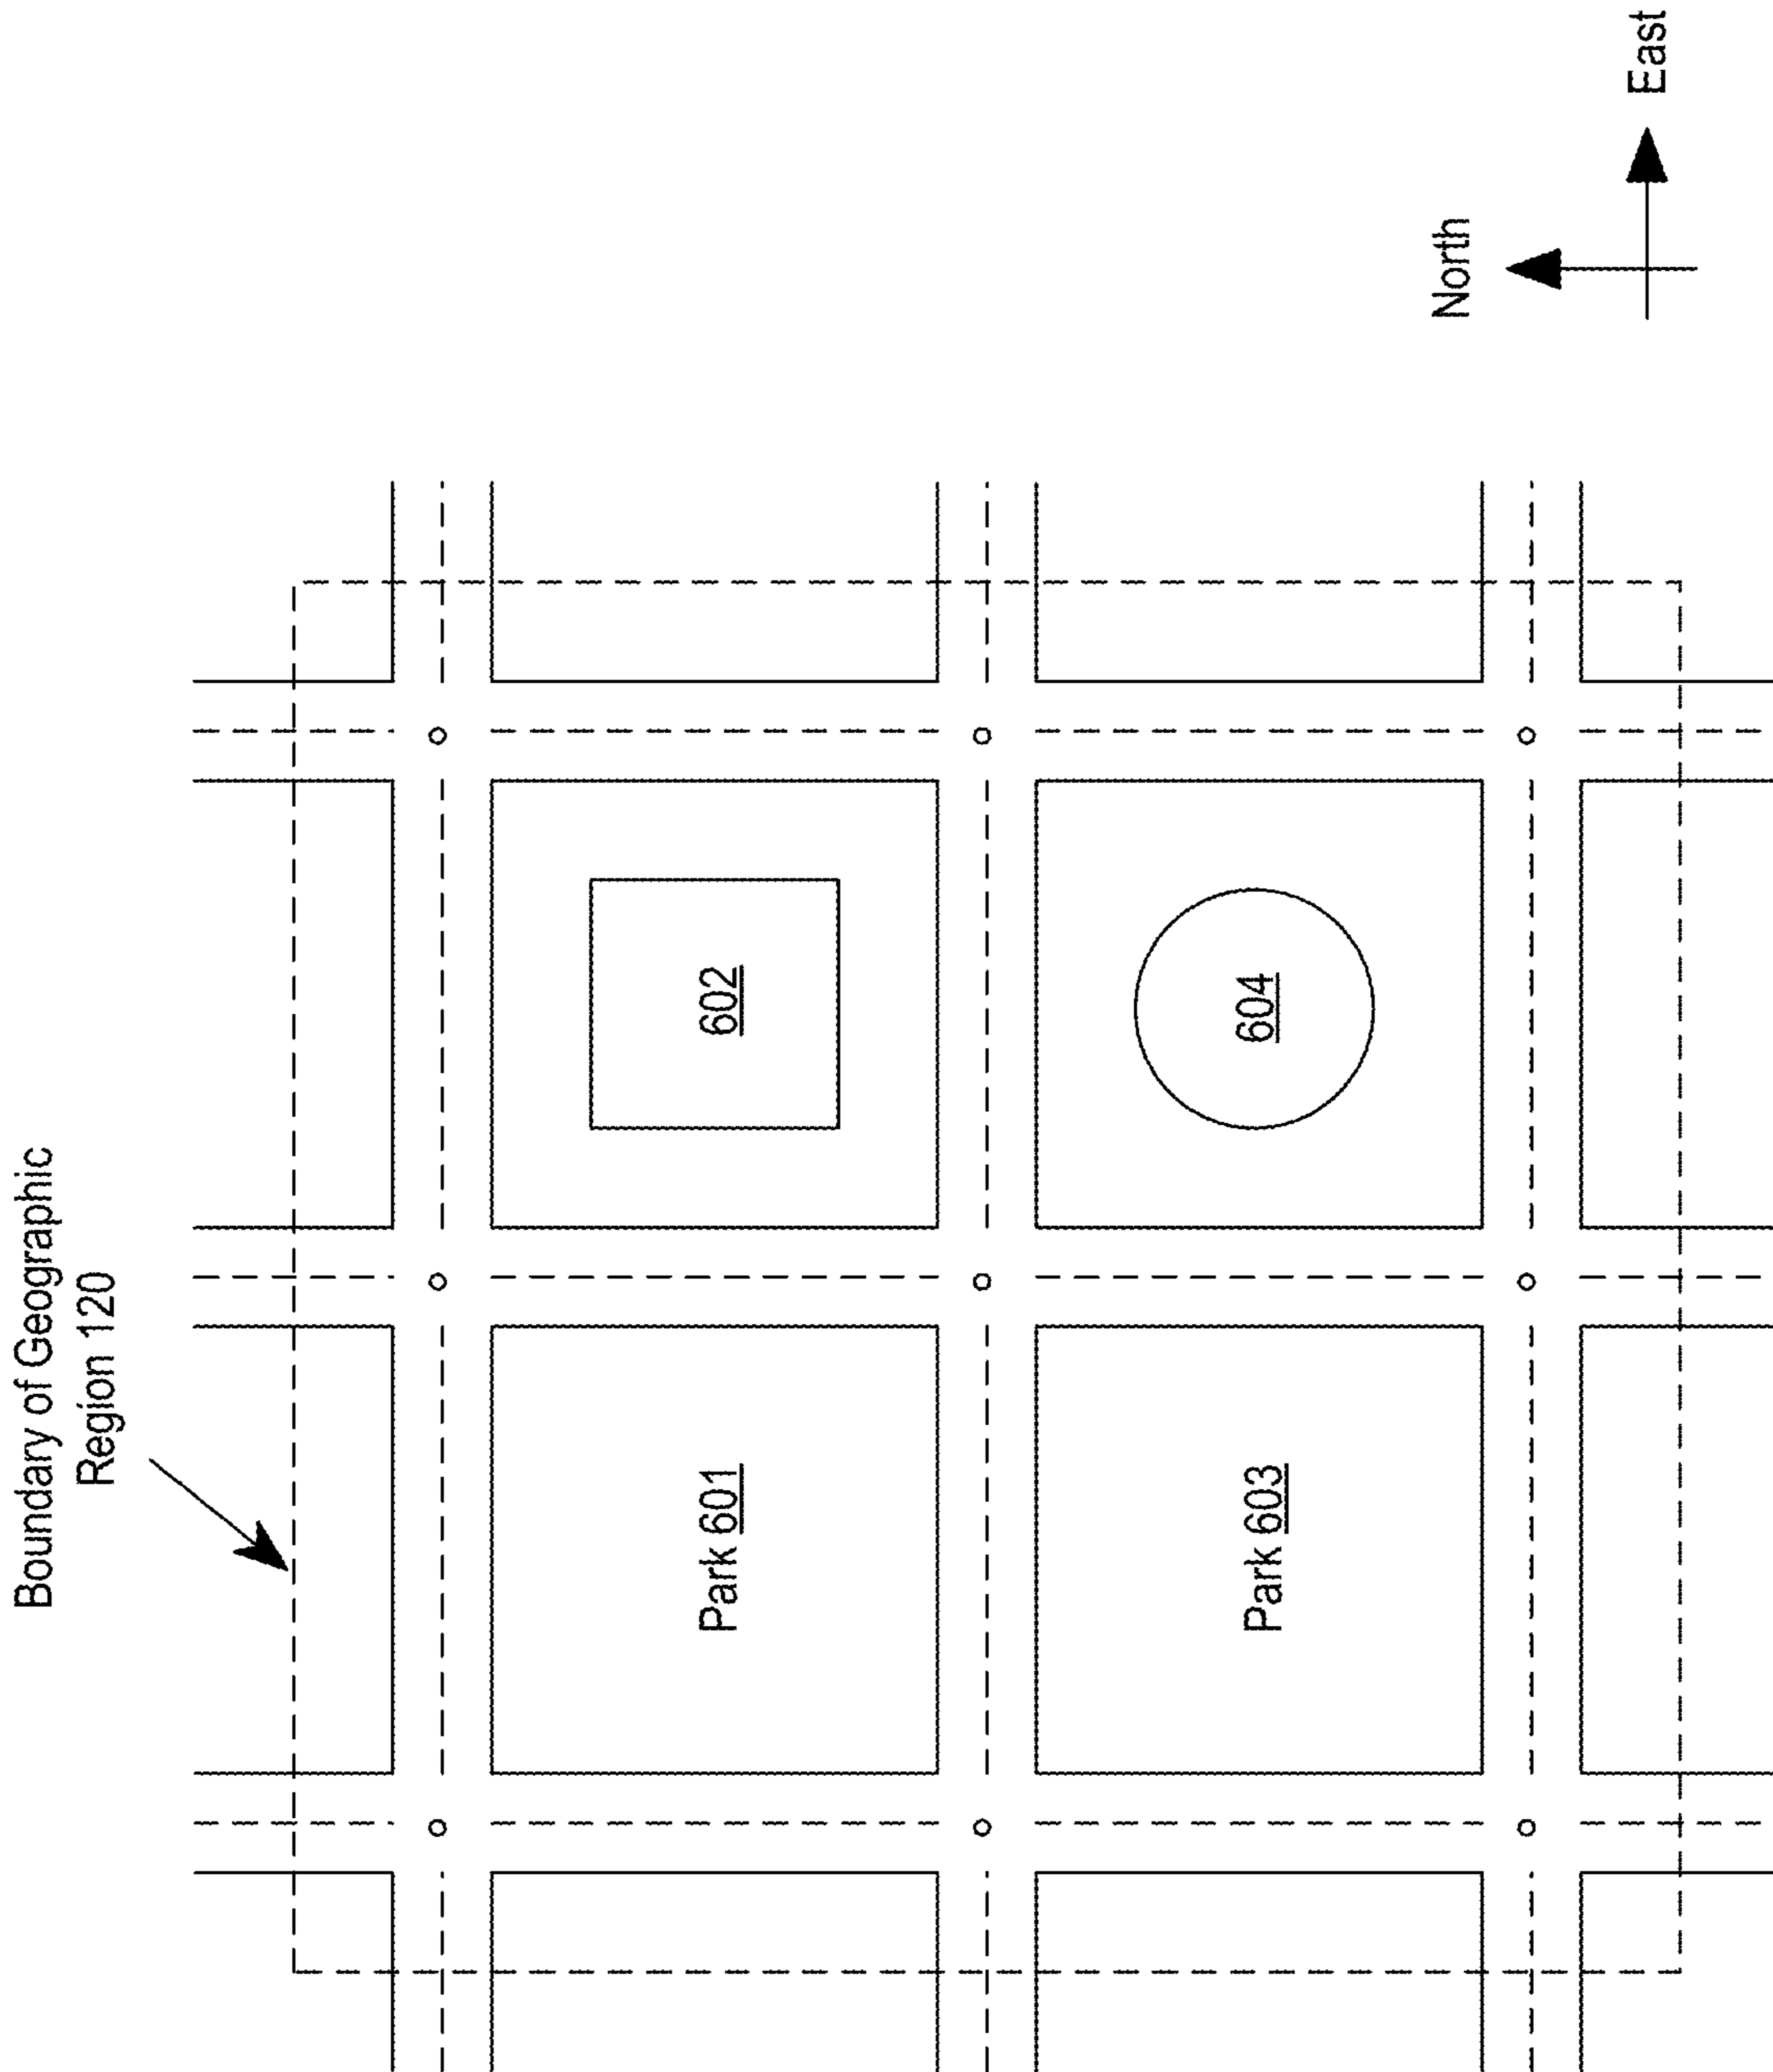 Boundary of Geographic
Region 120
Park 601
602
Park 603
604
North
East